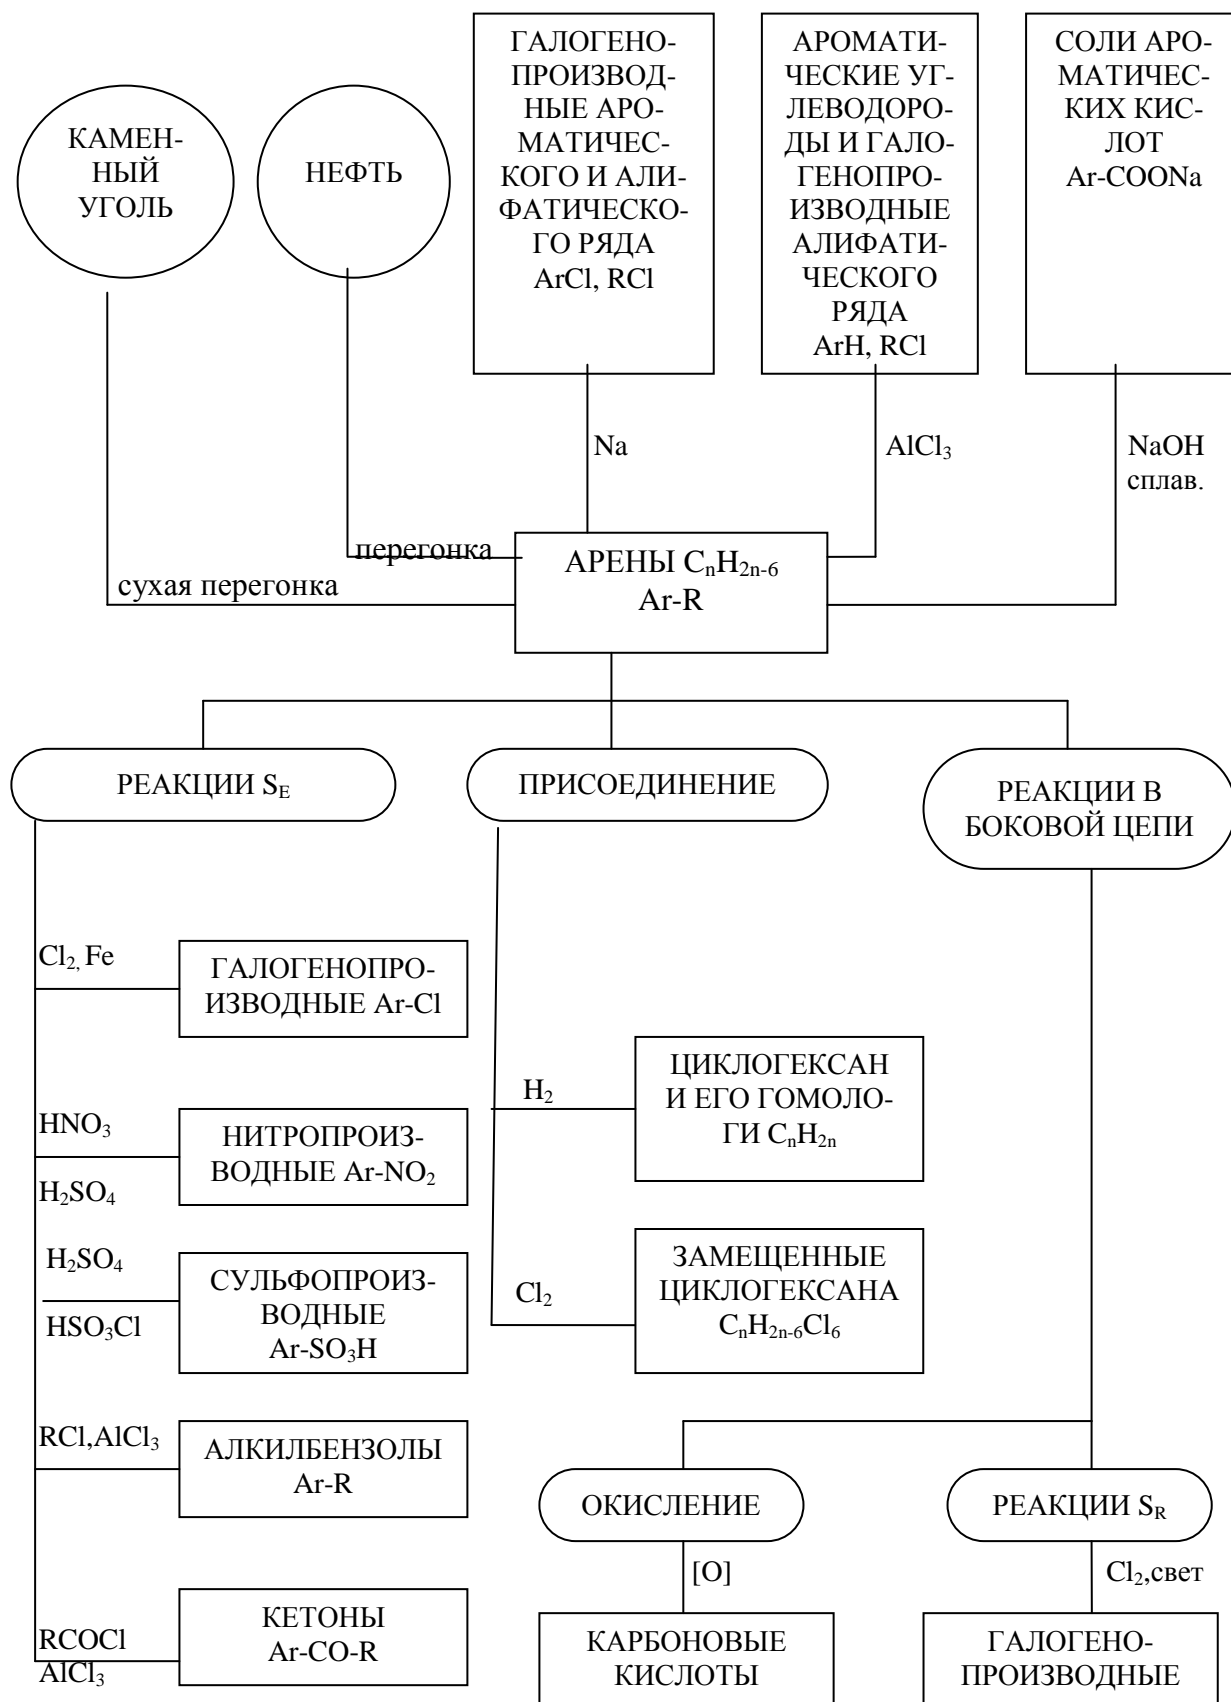 КАМЕН-
НЫЙ
УГОЛЬ
НЕФТЬ
ГАЛОГЕНО-
ПРОИЗВОД-
НЫЕ АРО-
МАТИЧЕС-
КОГО И АЛИ-
ФАТИЧЕСКО-
ГО РЯДА
ArCl, RCl
АРОМАТИ-
ЧЕСКИЕ УГ-
ЛЕВОДОРО-
ДЫ И ГАЛО-
ГЕНОПРО-
ИЗВОДНЫЕ
АЛИФАТИ-
ЧЕСКОГО
РЯДА
ArH, RCl
СОЛИ АРО-
МАТИЧЕС-
КИХ КИС-
ЛОТ
Ar-COONa
Na
AlCl₃
NaOH
сплав.
перегонка
сухая перегонка
АРЕНЫ CₙH₂ₙ₋₆
Ar-R
РЕАКЦИИ S<sub>E</sub>
ПРИСОЕДИНЕНИЕ
РЕАКЦИИ В
БОКОВОЙ ЦЕПИ
Cl₂, Fe
ГАЛОГЕНОПРО-
ИЗВОДНЫЕ Ar-Cl
HNO₃
H₂SO₄
НИТРОПРОИЗ-
ВОДНЫЕ Ar-NO₂
H₂SO₄
HSO₃Cl
СУЛЬФОПРОИЗ-
ВОДНЫЕ
Ar-SO₃H
RCl,AlCl₃
АЛКИЛБЕНЗОЛЫ
Ar-R
RCOCl
AlCl₃
КЕТОНЫ
Ar-CO-R
H₂
ЦИКЛОГЕКСАН
И ЕГО ГОМОЛО-
ГИ CₙH₂ₙ
Cl₂
ЗАМЕЩЕННЫЕ
ЦИКЛОГЕКСАНА
CₙH₂ₙ₋₆Cl₆
ОКИСЛЕНИЕ
[O]
КАРБОНОВЫЕ
КИСЛОТЫ
РЕАКЦИИ S<sub>R</sub>
Cl₂,свет
ГАЛОГЕНО-
ПРОИЗВОДНЫЕ